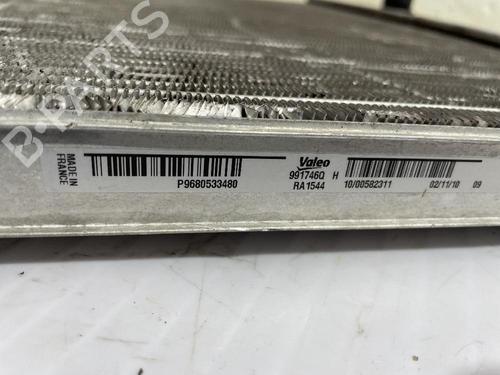 B-PARTS
MADE IN
FRANCE
P9680533480
Valeo
991746Q H
RA1544
10/00582311 02/11/10 09